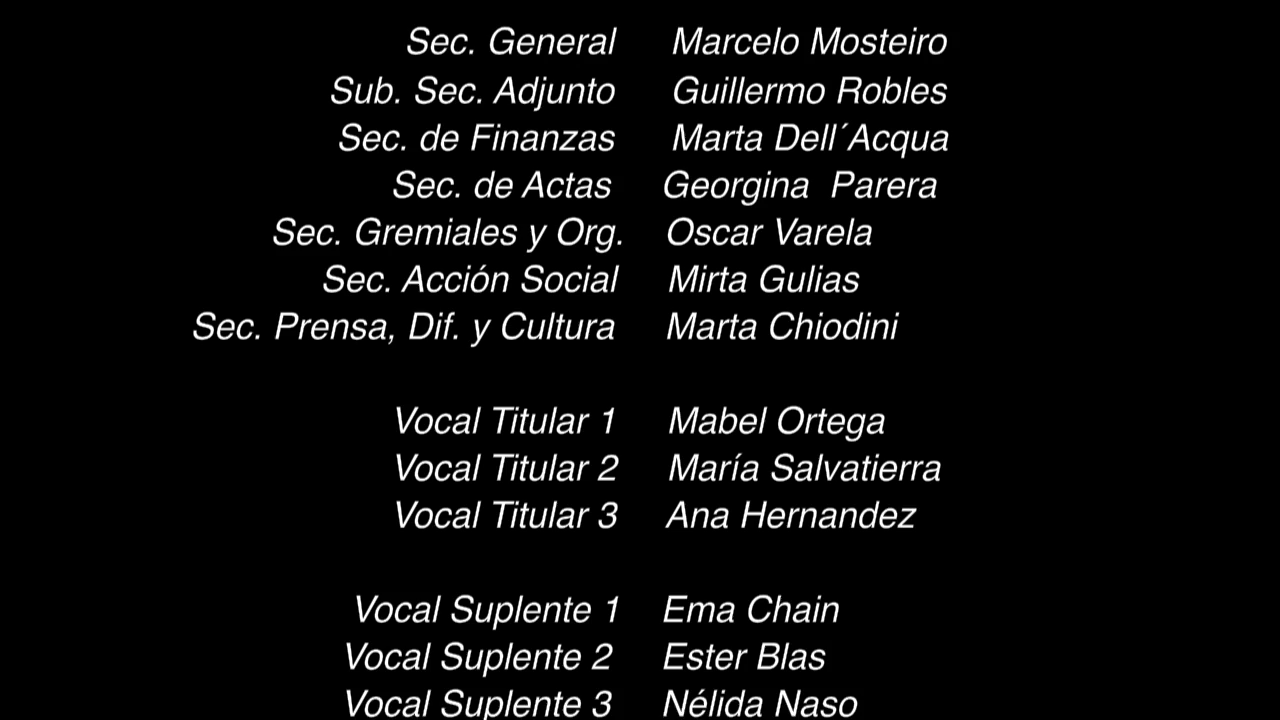 Sec. General Marcelo Mosteiro
Sub. Sec. Adjunto Guillermo Robles
Sec. de Finanzas Marta Dell´Acqua
Sec. de Actas Georgina Parera
Sec. Gremiales y Org. Oscar Varela
Sec. Acción Social Mirta Gulias
Sec. Prensa, Dif. y Cultura Marta Chiodini
Vocal Titular 1 Mabel Ortega
Vocal Titular 2 María Salvatierra
Vocal Titular 3 Ana Hernandez
Vocal Suplente 1 Ema Chain
Vocal Suplente 2 Ester Blas
Vocal Suplente 3 Nélida Naso